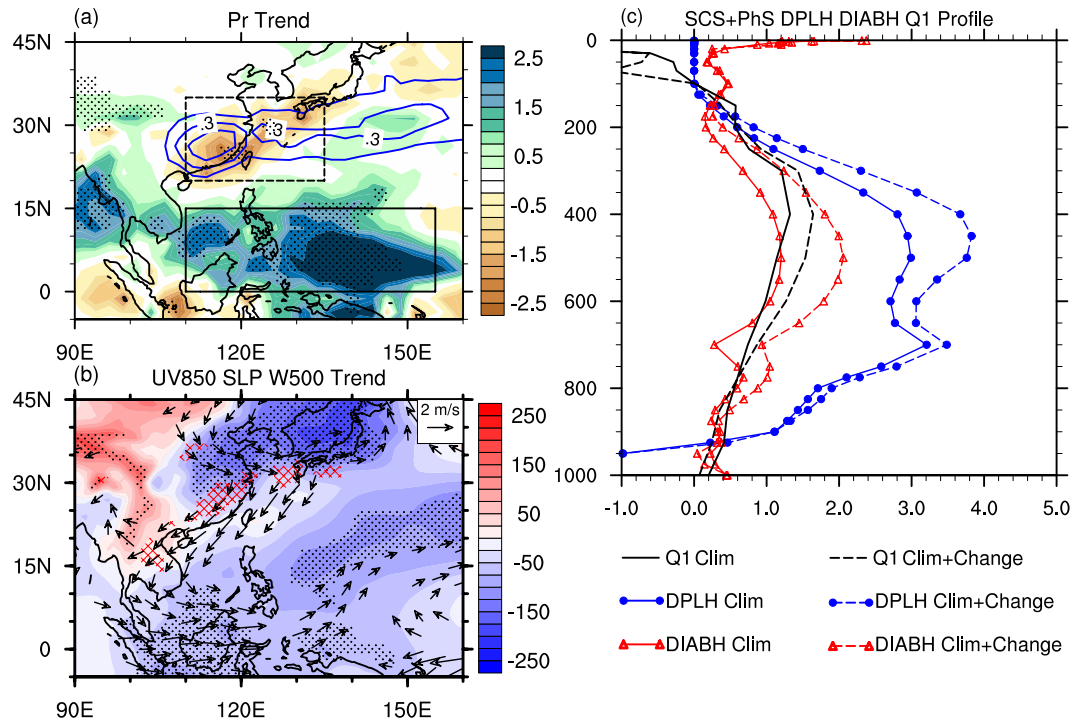 (a)
Pr Trend
45N
30N
15N
0
90E
120E
150E
.3
.3
.3
2.5
1.5
0.5
-0.5
-1.5
-2.5
(b)
UV850 SLP W500 Trend
2 m/s
45N
30N
15N
0
90E
120E
150E
250
150
50
-50
-150
-250
(c)
SCS+PhS DPLH DIABH Q1 Profile
0
200
400
600
800
1000
-1.0
0.0
1.0
2.0
3.0
4.0
5.0
Q1 Clim
Q1 Clim+Change
DPLH Clim
DPLH Clim+Change
DIABH Clim
DIABH Clim+Change